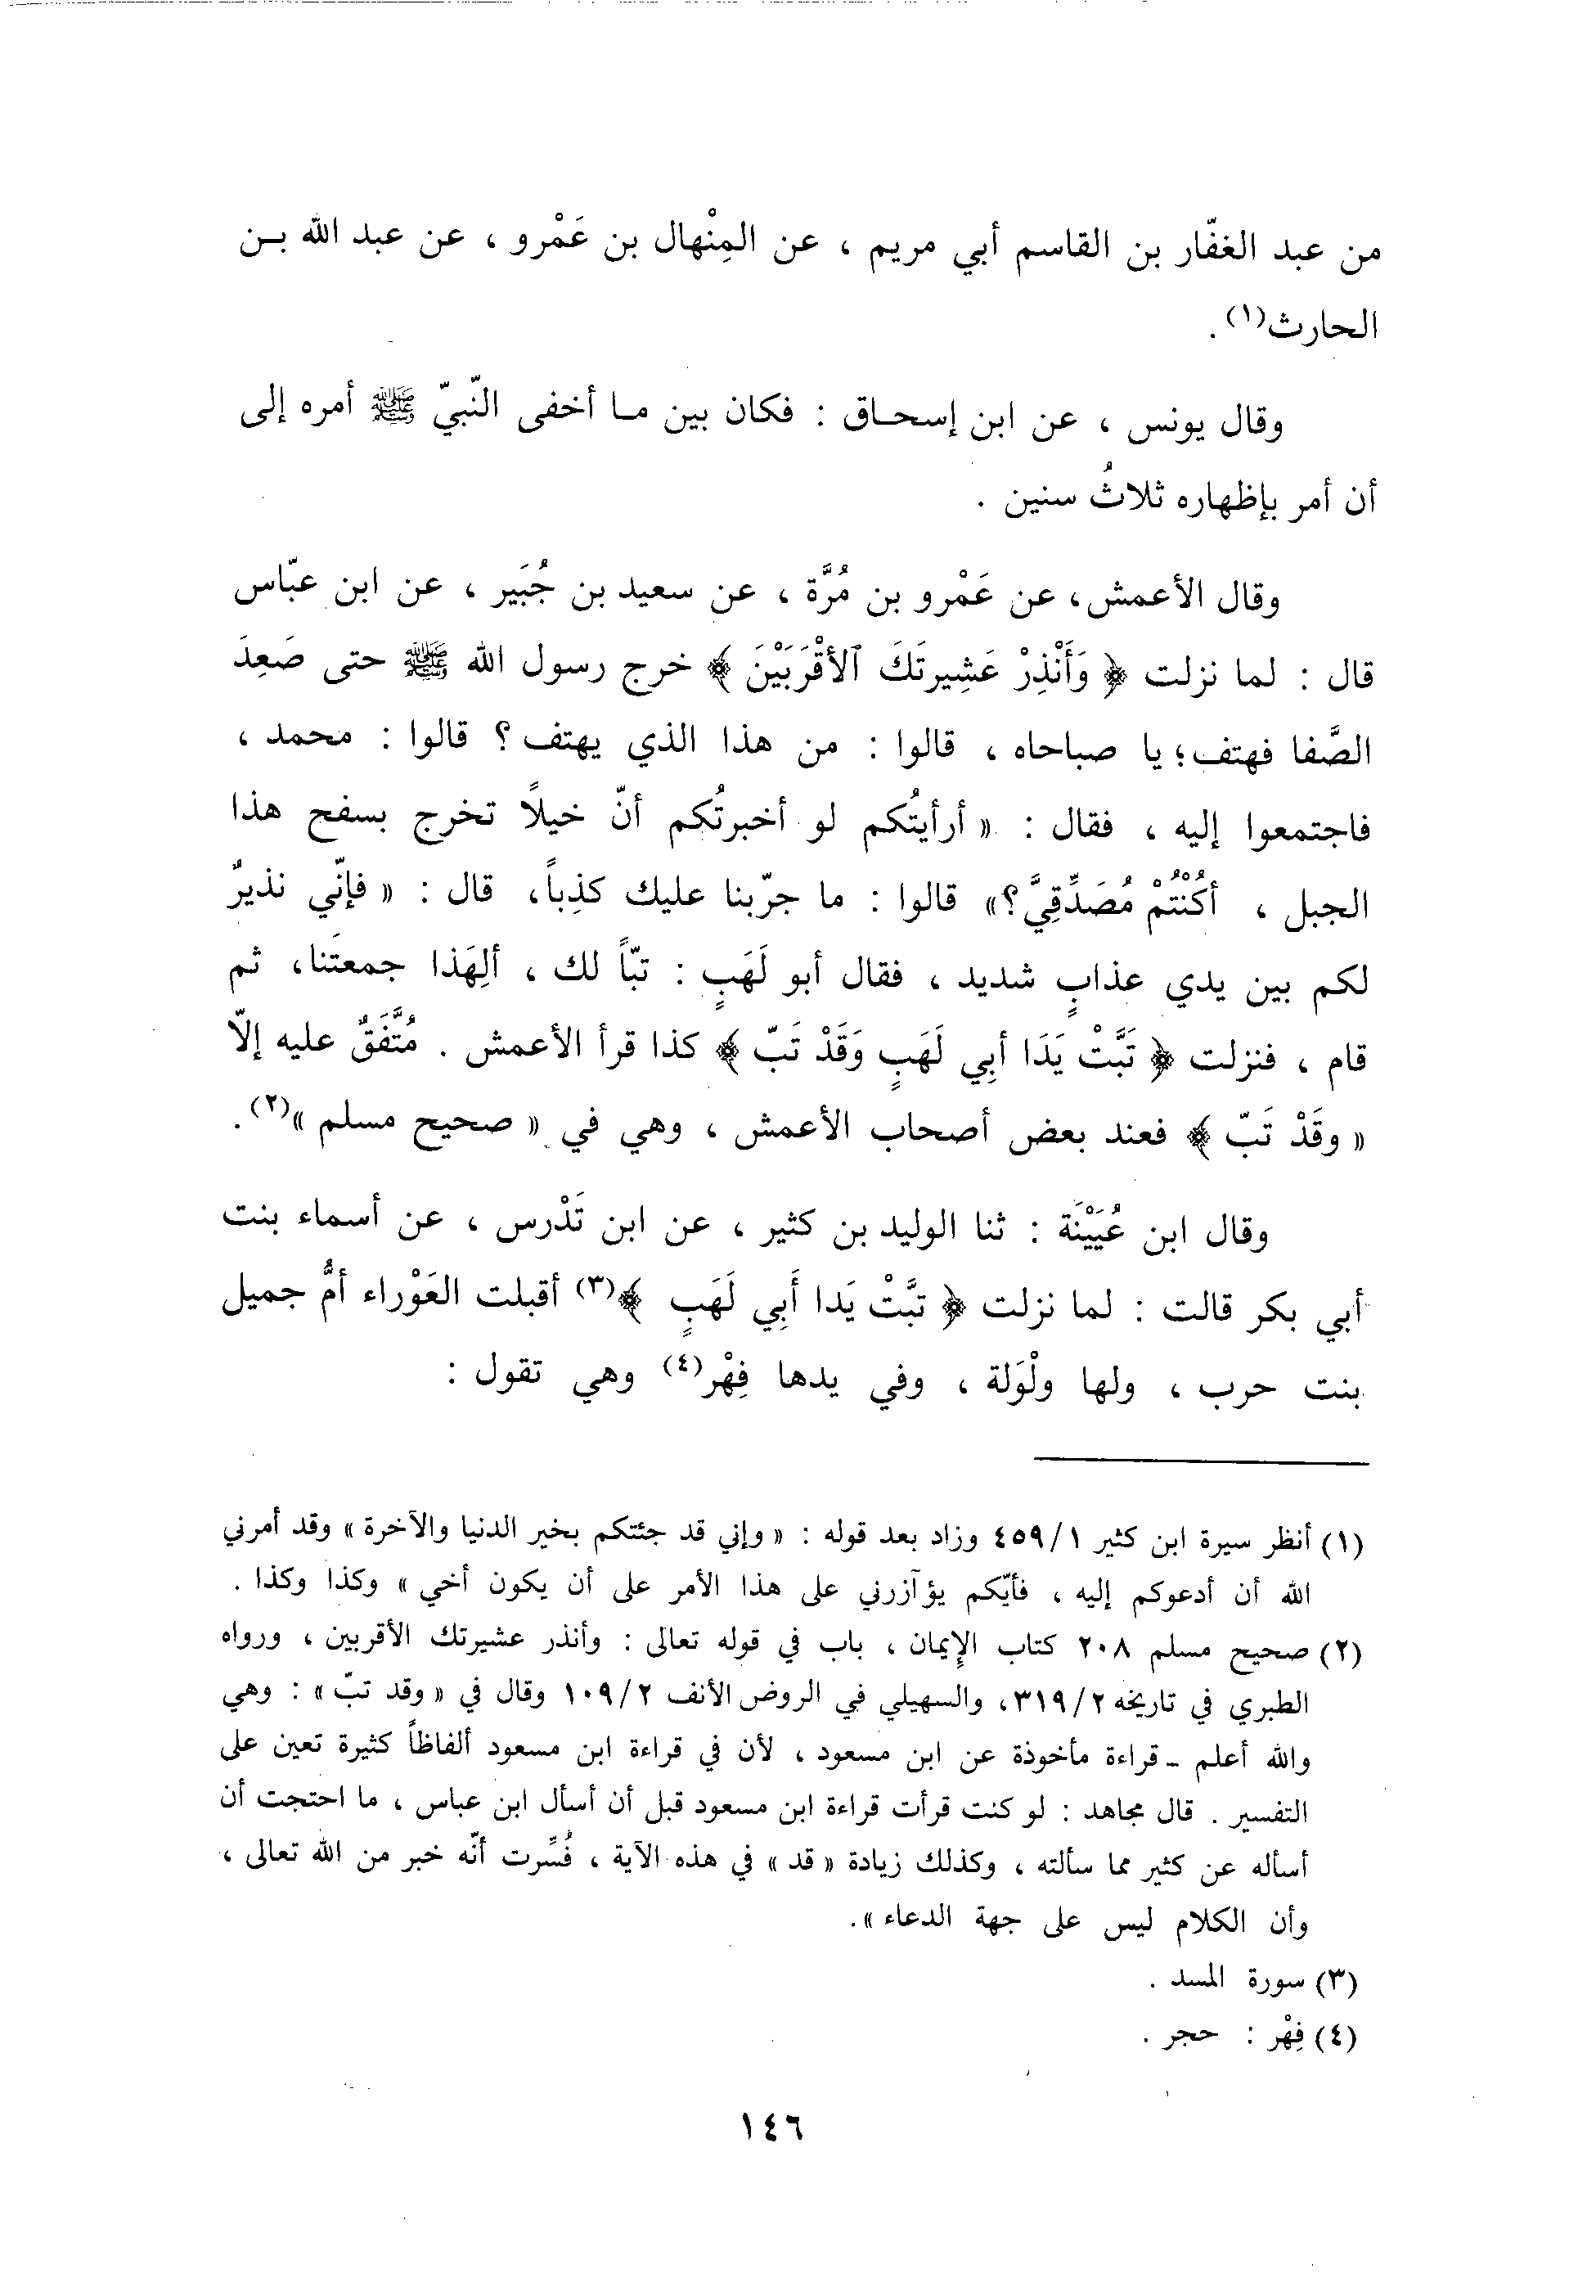 من عبد الغفّار بن القاسم أبي مريم ، عن المِنْهال بن عَمْرو ، عن عبد الله بـن
الحارث(١) .
وقال يونس ، عن ابن إسحـاق : فكان بين مـا أخفى النّبيّ ﷺ أمره إلى
أن أمر بإظهاره ثلاثُ سنين .
وقال الأعمش، عن عَمْرو بن مُرَّة ، عن سعيد بن جُبَير ، عن ابن عبّاس
قال : لما نزلت ﴿ وَأَنْذِرْ عَشِيرتَكَ ٱلأقْرَبَيْنَ ﴾ خرج رسول الله ﷺ حتى صَعِدَ
الصَّفا فهتف؛ يا صباحاه ، قالوا : من هذا الذي يهتف ؟ قالوا : محمد ،
فاجتمعوا إليه ، فقال : « أرأيتُكم لو أخبرتُكم أنّ خيلاً تخرج بسفح هذا
الجبل ، أكُنْتُمْ مُصَدِّقِيَّ؟» قالوا : ما جرّبنا عليك كذِباً، قال : « فإنّي نذيرٌ
لكم بين يدي عذابٍ شديد ، فقال أبو لَهَبٍ : تبّاً لك ، ألِهَذا جمعتَنا، ثم
قام ، فنزلت ﴿ تَبَّتْ يَدَا أبِي لَهَبٍ وَقَدْ تَبّ ﴾ كذا قرأ الأعمش . مُتَّفَقٌ عليه إلاّ
« وقَدْ تَبّ ﴾ فعند بعض أصحاب الأعمش ، وهي في « صحيح مسلم »(٢) .
وقال ابن عُيَيْنَة : ثنا الوليد بن كثير ، عن ابن تَدْرس ، عن أسماء بنت
أبي بكر قالت : لما نزلت ﴿ تبَّتْ يَدا أَبِي لَهَبٍ ﴾(٣) أقبلت العَوْراء أمُّ جميل
بنت حرب ، ولها ولْوَلة ، وفي يدها فِهْر(٤) وهي تقول :
(١) أنظر سيرة ابن كثير ١/ ٤٥٩ وزاد بعد قوله : « وإني قد جئتكم بخير الدنيا والآخرة » وقد أمرني
الله أن أدعوكم إليه ، فأيّكم يؤآزرني على هذا الأمر على أن يكون أخي » وكذا وكذا .
(٢) صحيح مسلم ٢٠٨ كتاب الإيمان ، باب في قوله تعالى : وأنذر عشيرتك الأقربين ، ورواه
الطبري في تاريخه ٢/ ٣١٩، والسهيلي في الروض الأنف ٢/ ١٠٩ وقال في « وقد تبّ » : وهي
والله أعلم ـ قراءة مأخوذة عن ابن مسعود ، لأن في قراءة ابن مسعود ألفاظاً كثيرة تعين على
التفسير . قال مجاهد : لو كنت قرأت قراءة ابن مسعود قبل أن أسأل ابن عباس ، ما احتجت أن
أسأله عن كثير مما سألته ، وكذلك زيادة « قد » في هذه الآية ، فُسِّرت أنّه خبر من الله تعالى ،
وأن الكلام ليس على جهة الدعاء ».
(٣) سورة المسد .
(٤) فِهْر : حجر .
١٤٦